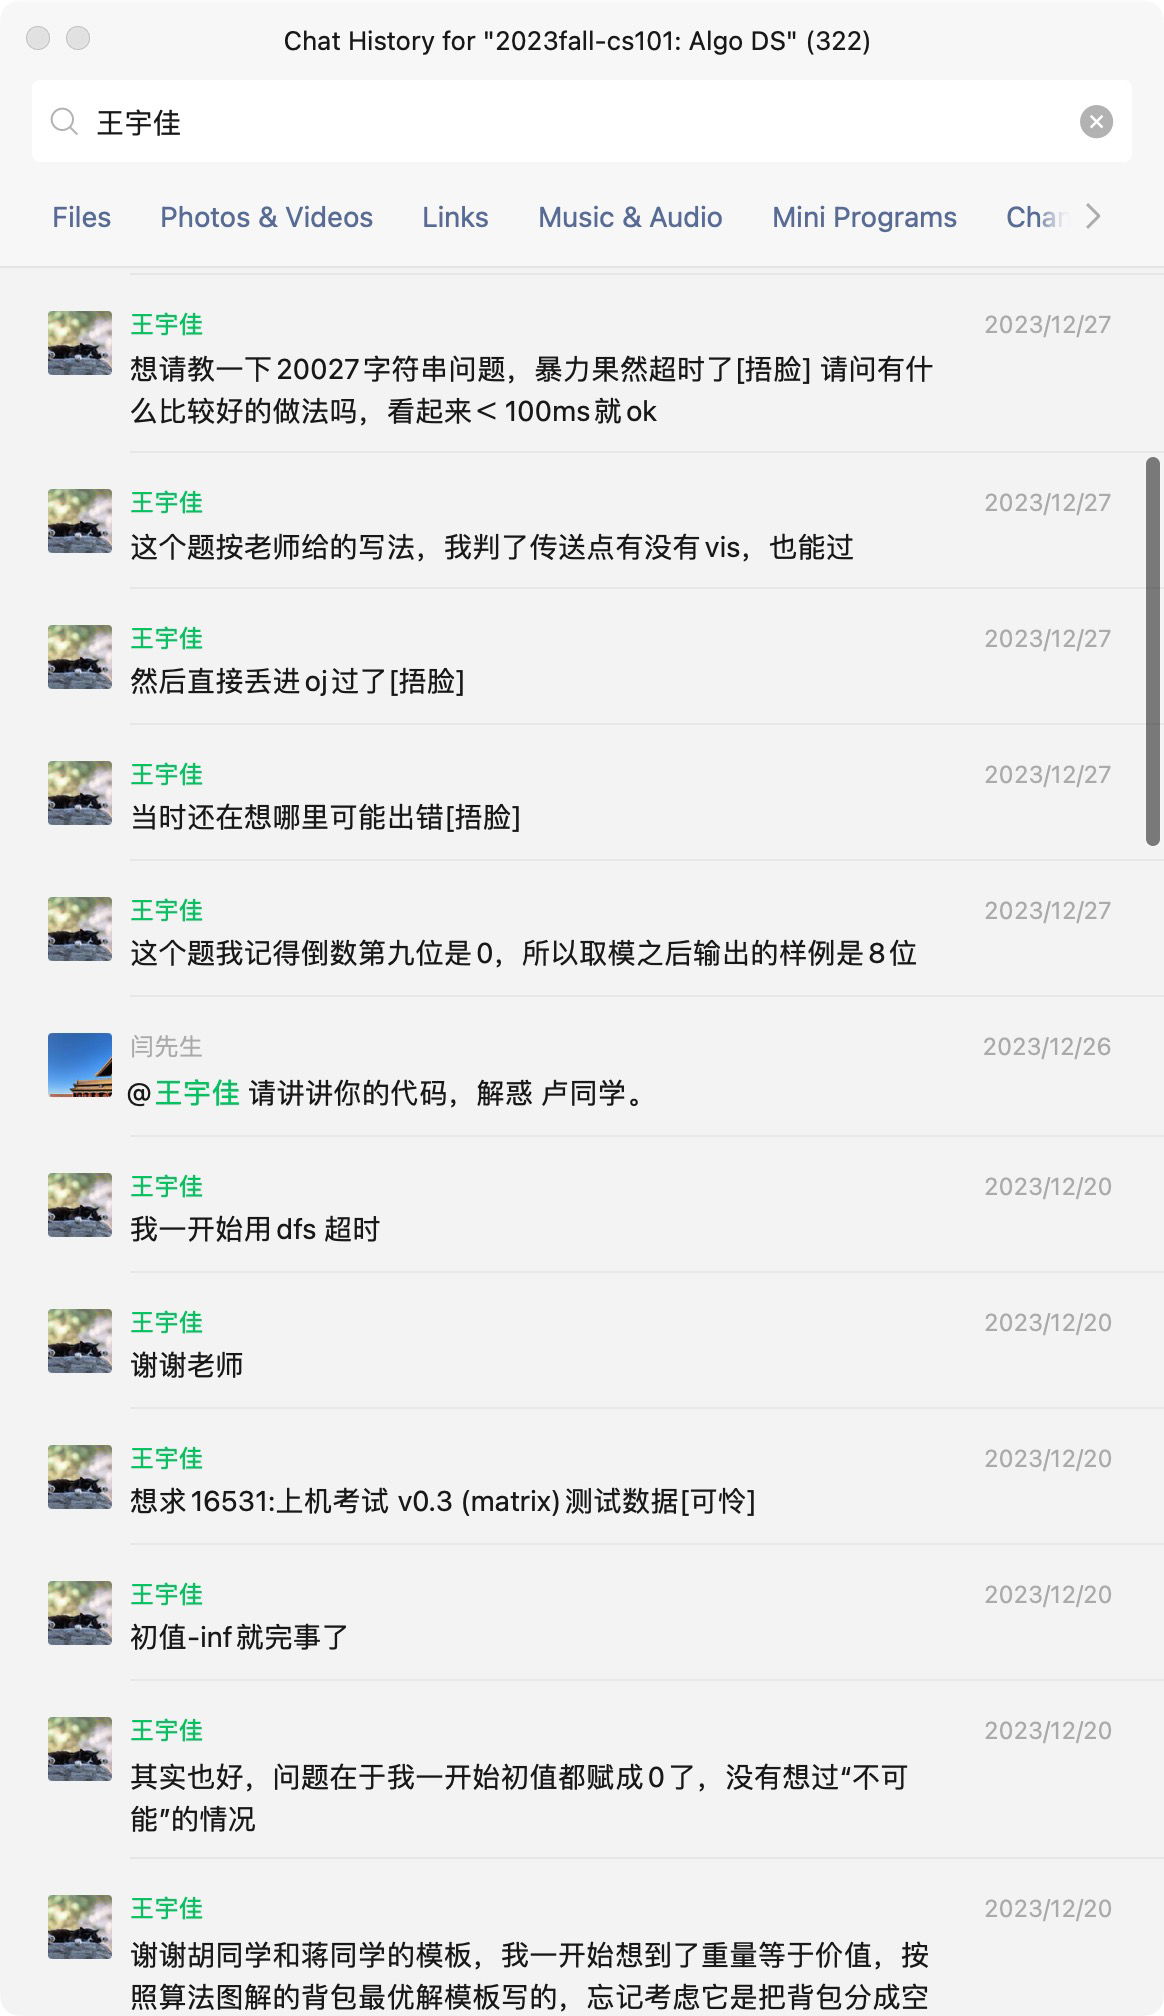 Chat History for "2023fall-cs101: Algo DS" (322)
王宇佳
Files Photos & Videos Links Music & Audio Mini Programs Chan
王宇佳 2023/12/27
想请教一下20027字符串问题，暴力果然超时了[捂脸] 请问有什
么比较好的做法吗，看起来< 100ms就ok
王宇佳 2023/12/27
这个题按老师给的写法，我判了传送点有没有vis，也能过
王宇佳 2023/12/27
然后直接丢进oj过了[捂脸]
王宇佳 2023/12/27
当时还在想哪里可能出错[捂脸]
王宇佳 2023/12/27
这个题我记得倒数第九位是0，所以取模之后输出的样例是8位
闫先生 2023/12/26
@王宇佳 请讲讲你的代码，解惑 卢同学。
王宇佳 2023/12/20
我一开始用dfs 超时
王宇佳 2023/12/20
谢谢老师
王宇佳 2023/12/20
想求16531:上机考试 v0.3 (matrix)测试数据[可怜]
王宇佳 2023/12/20
初值-inf就完事了
王宇佳 2023/12/20
其实也好，问题在于我一开始初值都赋成0了，没有想过“不可
能”的情况
王宇佳 2023/12/20
谢谢胡同学和蒋同学的模板，我一开始想到了重量等于价值，按
照算法图解的背包最优解模板写的，忘记考虑它是把背包分成空